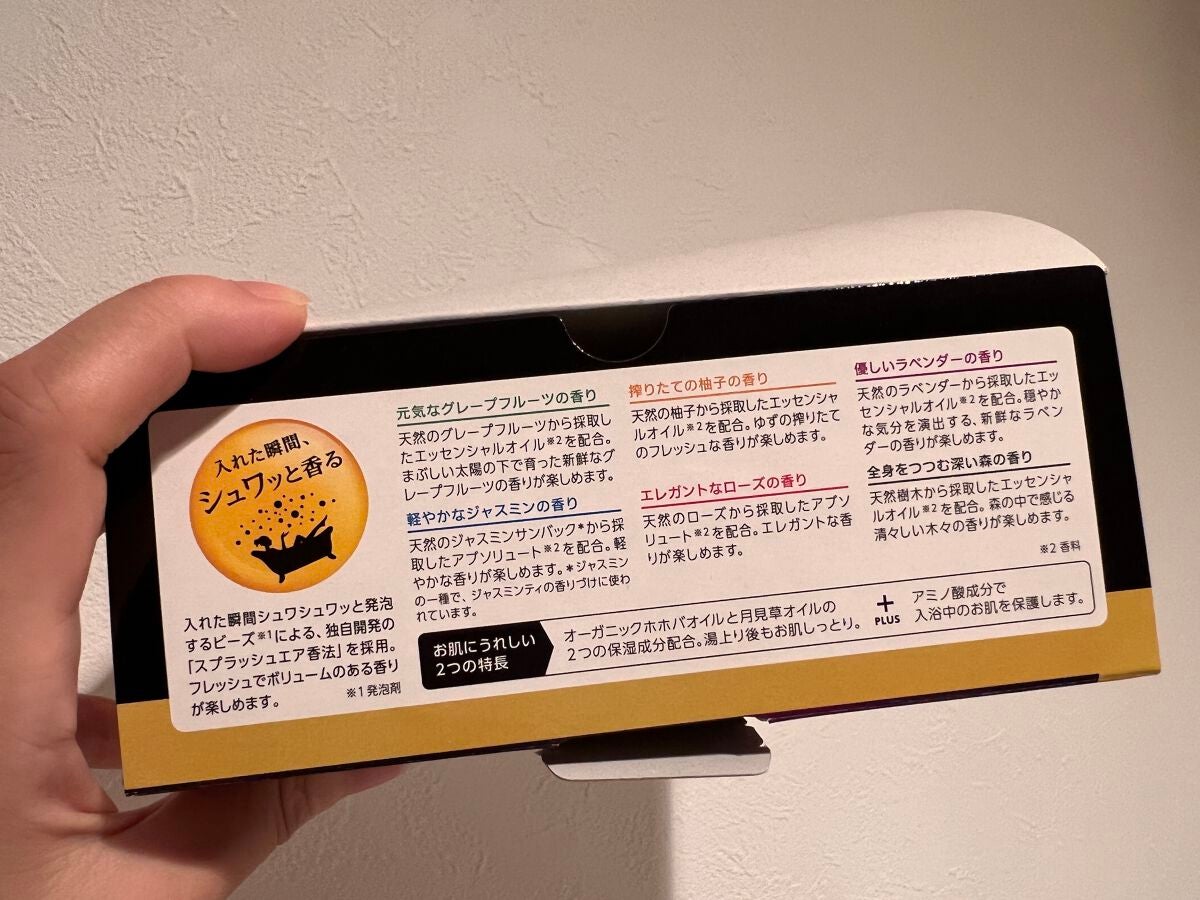 入れた瞬間、
シュワッと香る
入れた瞬間シュワシュワッと発泡
するビーズ※1による、独自開発の
「スプラッシュエア香法」を採用。
フレッシュでボリュームのある香り
が楽しめます。
※1発泡剤
元気なグレープフルーツの香り
天然のグレープフルーツから採取し
たエッセンシャルオイル※2を配合。
まぶしい太陽の下で育った新鮮なグ
レープフルーツの香りが楽しめます。
軽やかなジャスミンの香り
天然のジャスミンサンバック*から採
取したアブソリュート※2を配合。軽
やかな香りが楽しめます。*ジャスミン
の一種で、ジャスミンティの香りづけに使わ
れています。
搾りたての柚子の香り
天然の柚子から採取したエッセンシャ
ルオイル※2を配合。ゆずの搾りたて
のフレッシュな香りが楽しめます。
エレガントなローズの香り
天然のローズから採取したアブソ
リュート※2を配合。エレガントな香
りが楽しめます。
優しいラベンダーの香り
天然のラベンダーから採取したエッ
センシャルオイル※2を配合。穏やか
な気分を演出する、新鮮なラベン
ダーの香りが楽しめます。
全身をつつむ深い森の香り
天然樹木から採取したエッセンシャ
ルオイル※2を配合。森の中で感じる
清々しい木々の香りが楽しめます。
※2 香料
お肌にうれしい
2つの特長
オーガニックホホバオイルと月見草オイルの
2つの保湿成分配合。湯上り後もお肌しっとり。
+
PLUS
アミノ酸成分で
入浴中のお肌を保護します。